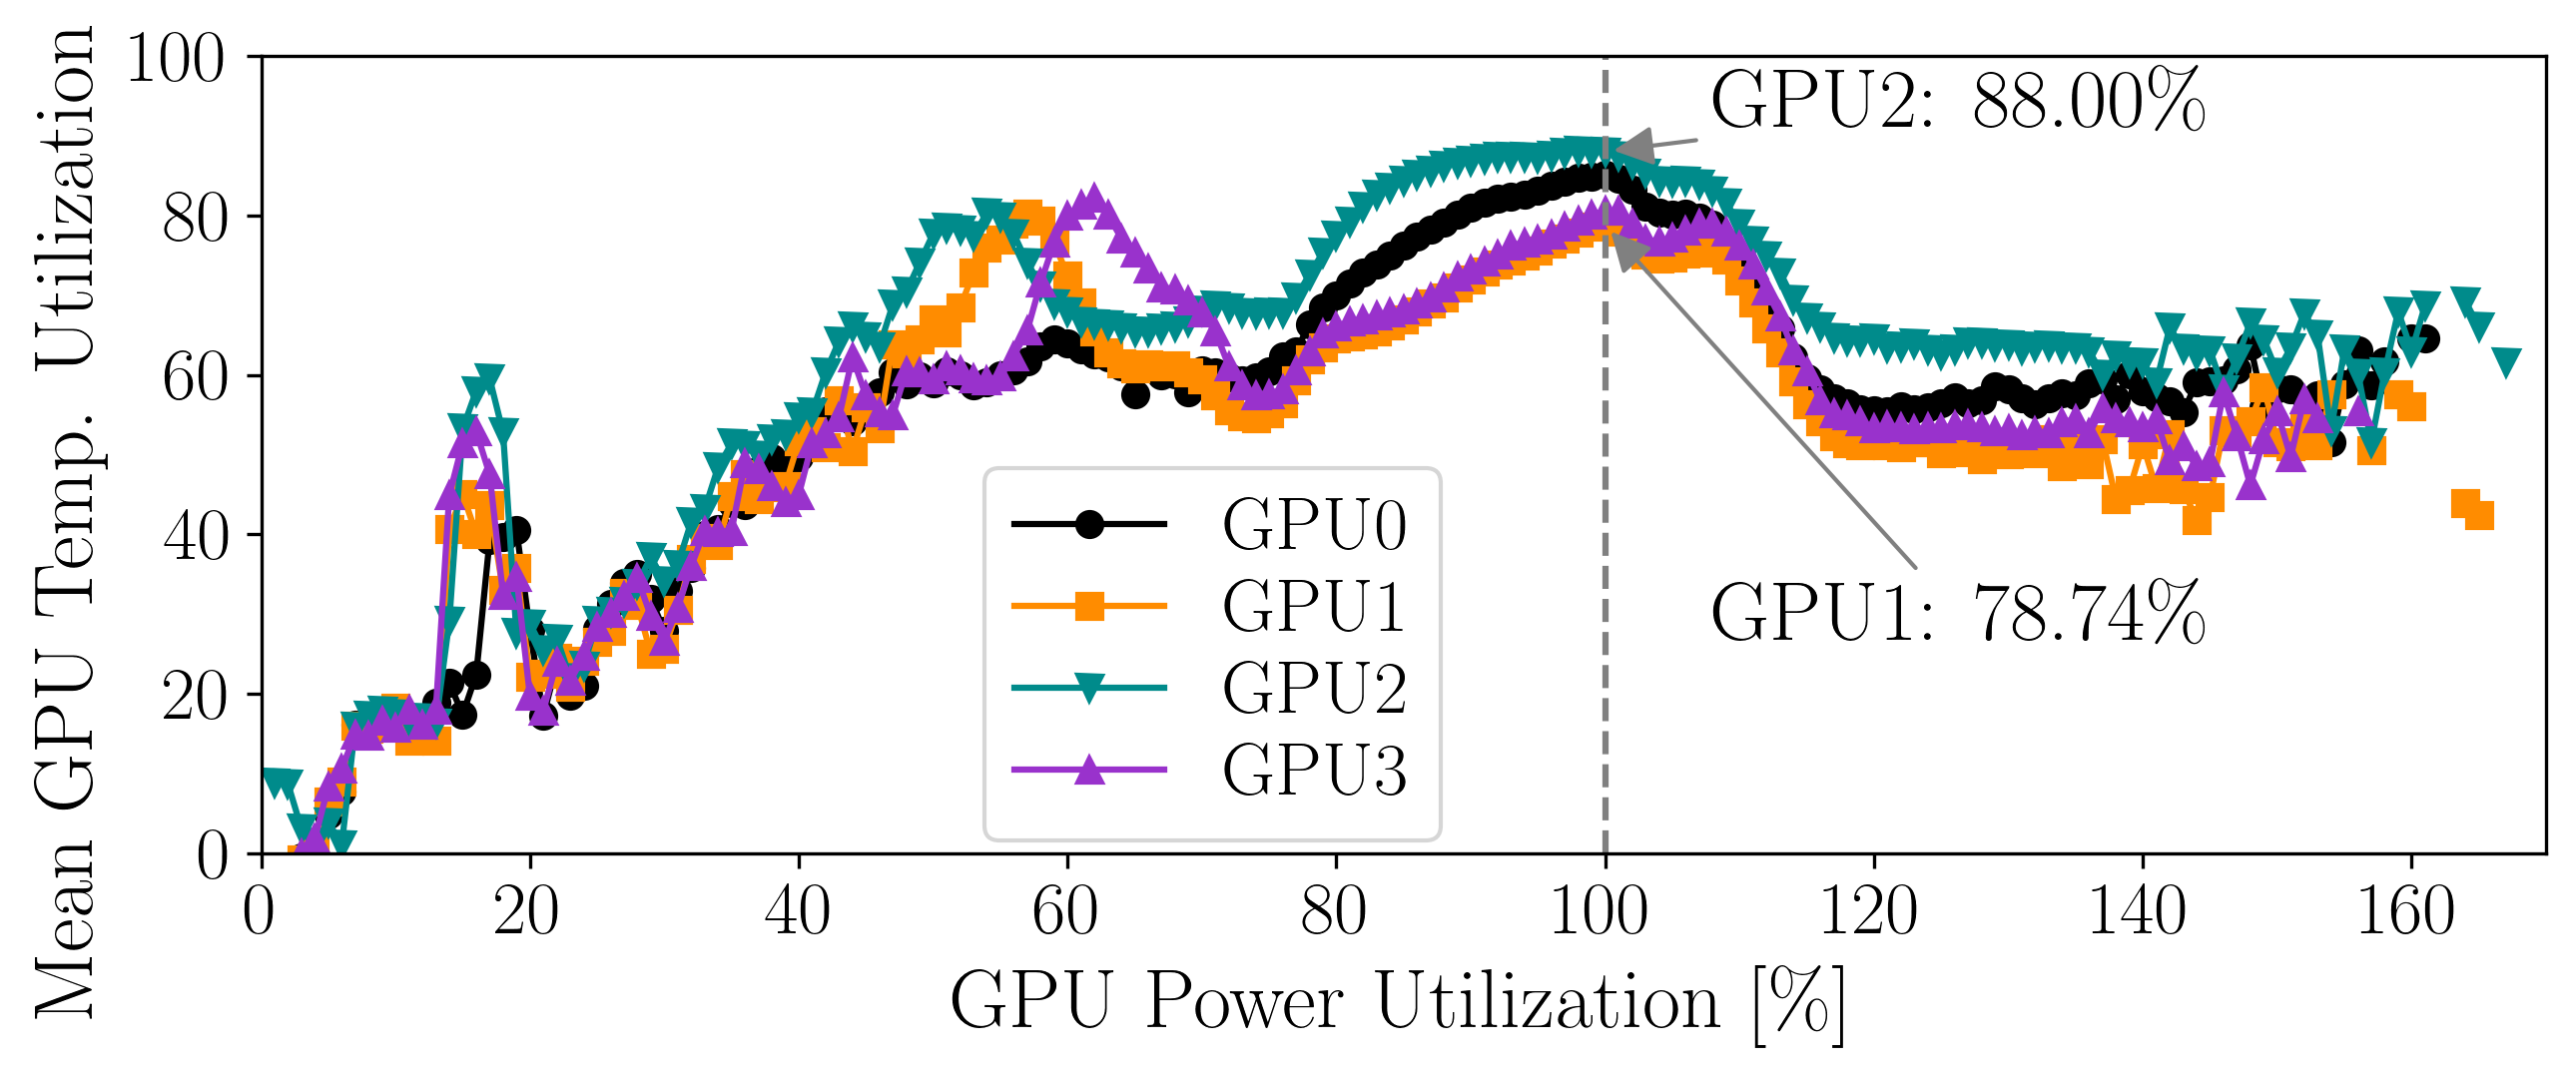 Mean GPU Temp. Utilization
100
80
60
40
20
0
GPU2: 88.00%
GPU1: 78.74%
GPU0
GPU1
GPU2
GPU3
0 20 40 60 80 100 120 140 160
GPU Power Utilization [%]